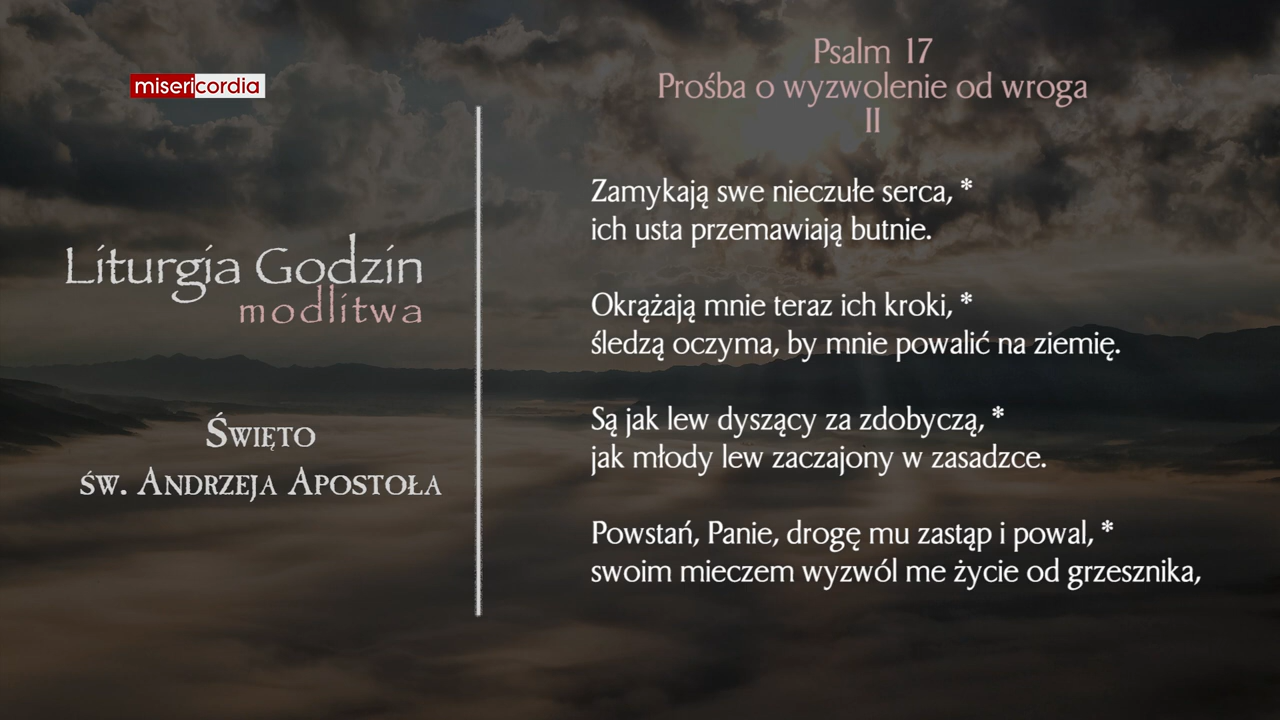 misericordia
Liturgia Godzin
modlitwa
Święto
św. Andrzeja Apostoła
Psalm 17
Prośba o wyzwolenie od wroga
II
Zamykają swe nieczułe serca, *
ich usta przemawiają butnie.
Okrążają mnie teraz ich kroki, *
śledzą oczyma, by mnie powalić na ziemię.
Są jak lew dyszący za zdobyczą, *
jak młody lew zaczajony w zasadzce.
Powstań, Panie, drogę mu zastąp i powal, *
swoim mieczem wyzwól me życie od grzesznika,